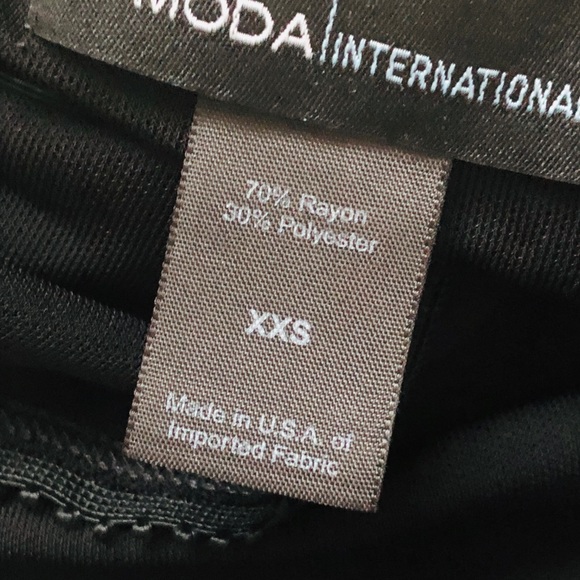 MODA INTERNATIONAL
70% Rayon
30% Polyester
XXS
Made in U.S.A. of
Imported Fabric